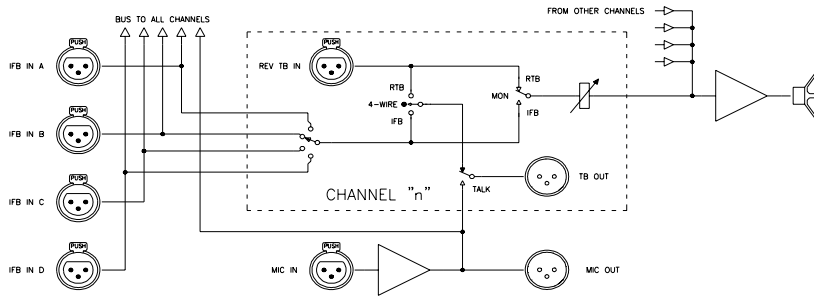 FROM OTHER CHANNELS
BUS TO ALL CHANNELS
PUSH
PUSH
IFB IN A
REV TB IN
RTB
RTB
MON
4-WIRE
IFB
IFB
PUSH
IFB IN B
PUSH
IFB IN C
TB OUT
TALK
CHANNEL "n"
PUSH
PUSH
IFB IN D
MIC IN
MIC OUT